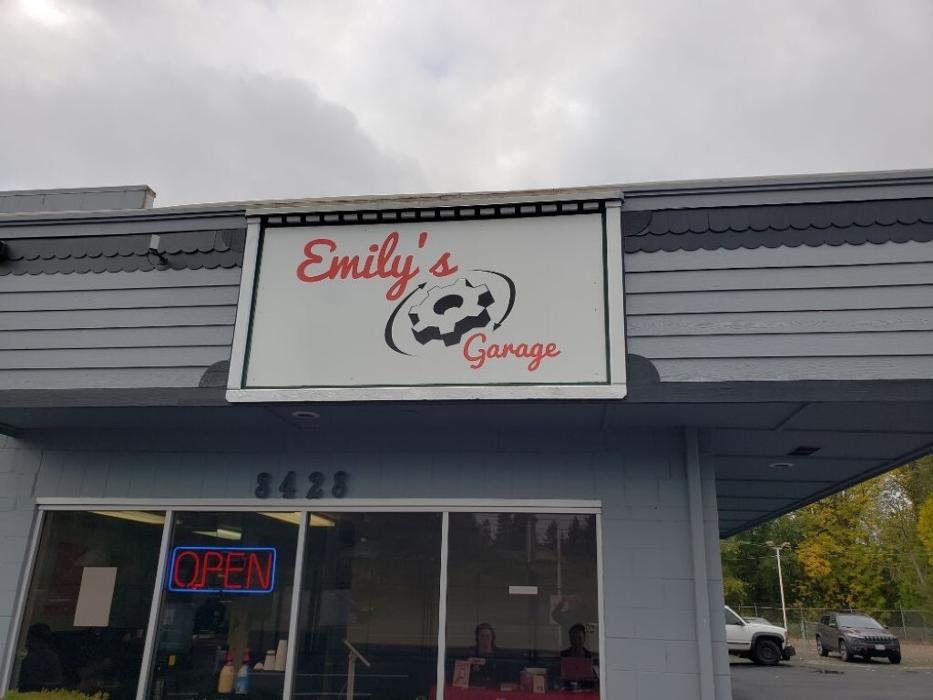 Emily's
Garage
8428
OPEN